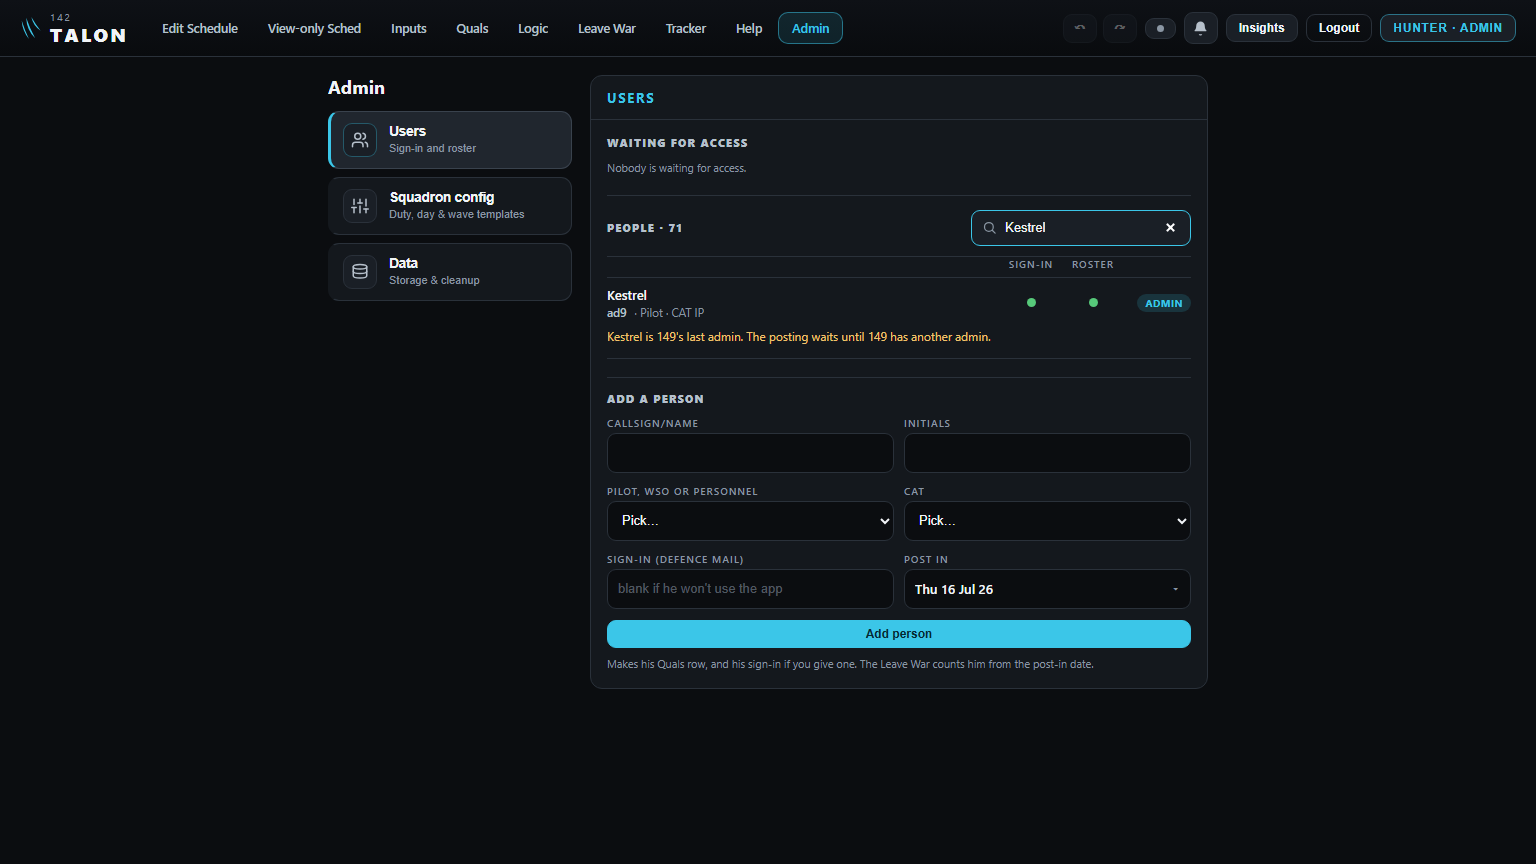 142
TALON
Edit Schedule
View-only Sched
Inputs
Quals
Logic
Leave War
Tracker
Help
Admin
Insights
Logout
HUNTER · ADMIN
Admin
Users
Sign-in and roster
Squadron config
Duty, day & wave templates
Data
Storage & cleanup
USERS
WAITING FOR ACCESS
Nobody is waiting for access.
PEOPLE · 71
Kestrel
SIGN-IN ROSTER
Kestrel
ad9 · Pilot · CAT IP
ADMIN
Kestrel is 149's last admin. The posting waits until 149 has another admin.
ADD A PERSON
CALLSIGN/NAME
INITIALS
PILOT, WSO OR PERSONNEL
CAT
Pick...
Pick...
SIGN-IN (DEFENCE MAIL)
POST IN
blank if he won't use the app
Thu 16 Jul 26
Add person
Makes his Quals row, and his sign-in if you give one. The Leave War counts him from the post-in date.